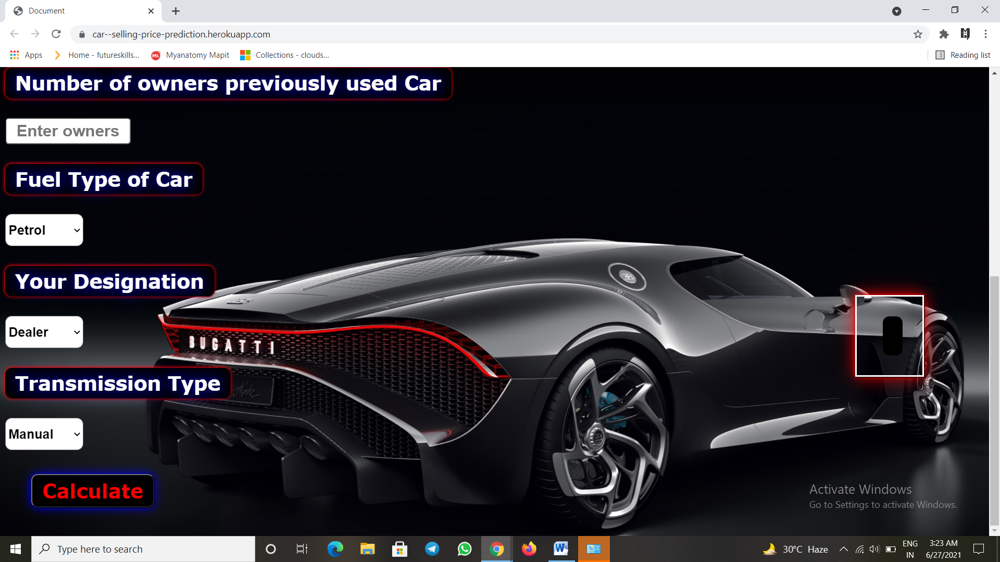 Document
car--selling-price-prediction.herokuapp.com
Apps
Home - futureskills...
Myanatomy Mapit
Collections - clouds...
Reading list
Number of owners previously used Car
Enter owners
Fuel Type of Car
Petrol
Your Designation
Dealer
BUGATTI
Transmission Type
Manual
Calculate
Activate Windows
Go to Settings to activate Windows.
Type here to search
30°C Haze
ENG
IN
3:23 AM
6/27/2021